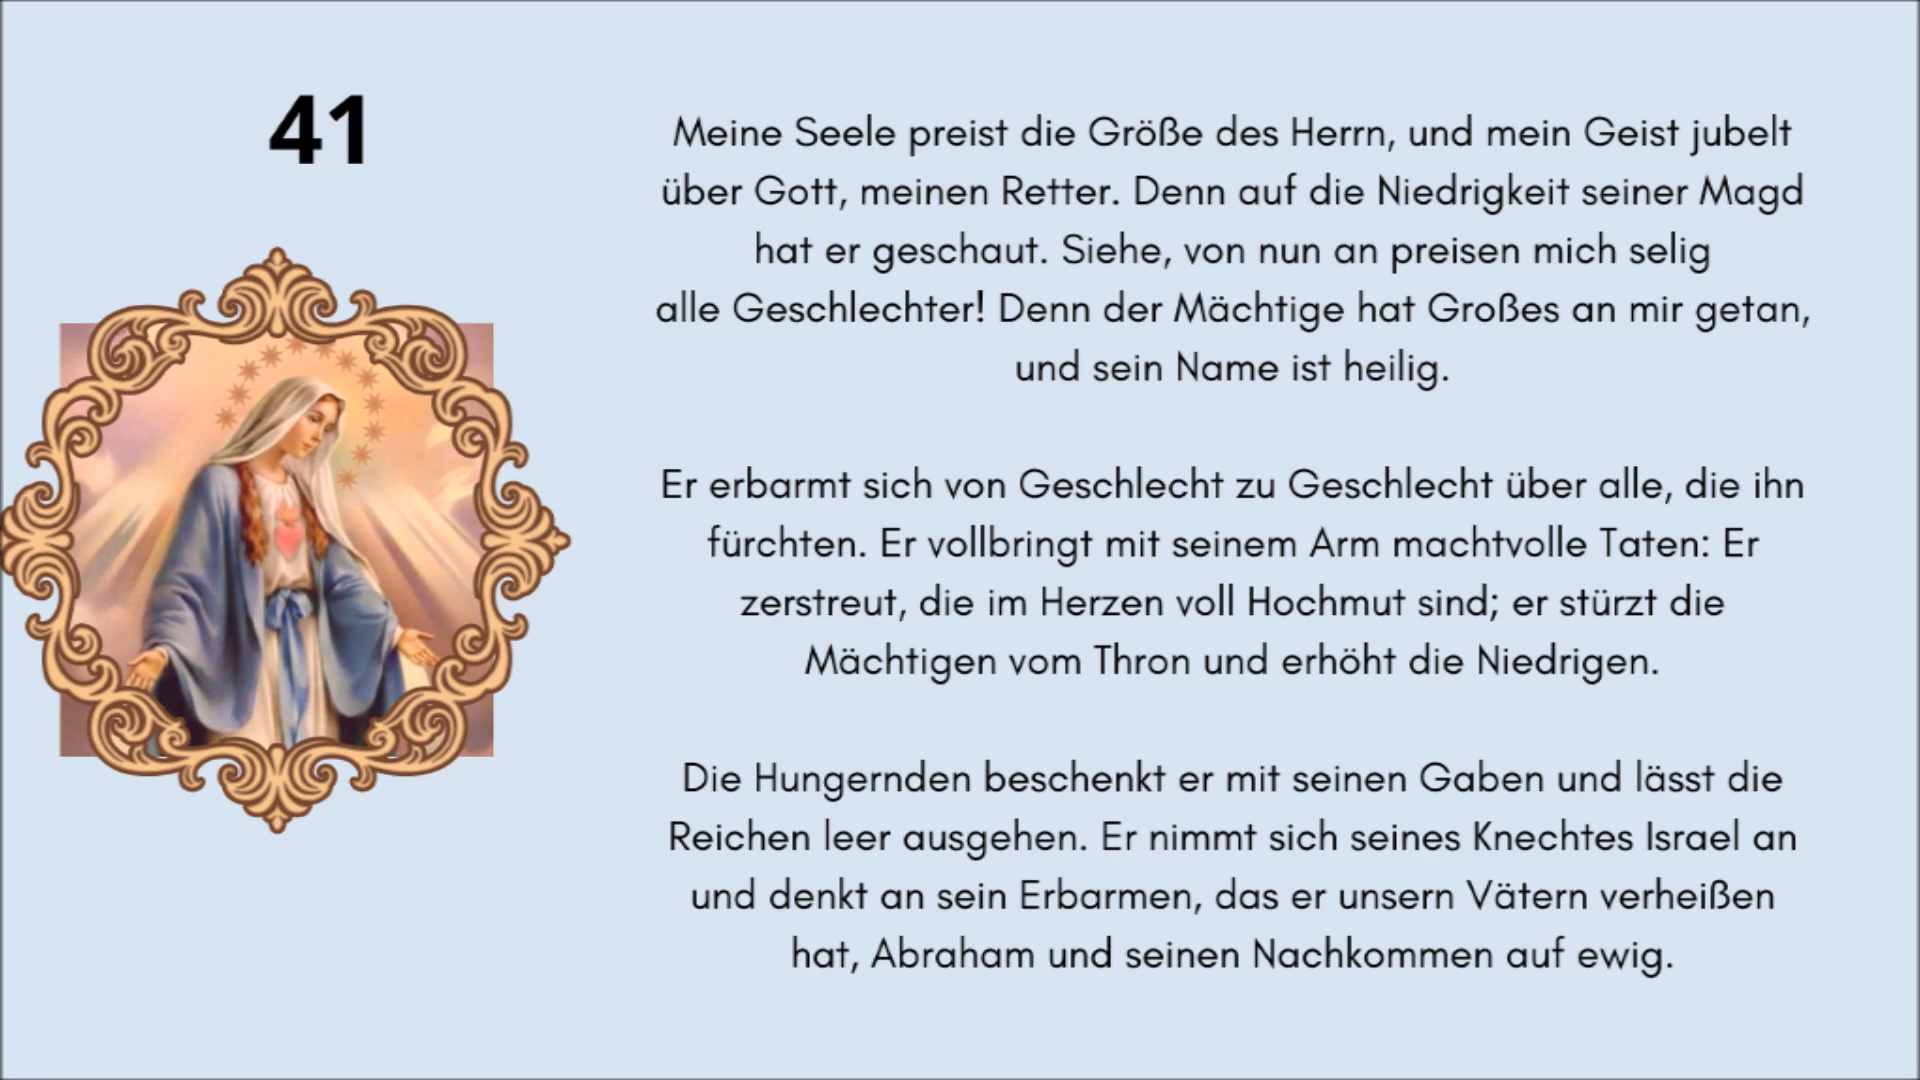 41
Meine Seele preist die Größe des Herrn, und mein Geist jubelt
über Gott, meinen Retter. Denn auf die Niedrigkeit seiner Magd
hat er geschaut. Siehe, von nun an preisen mich selig
alle Geschlechter! Denn der Mächtige hat Großes an mir getan,
und sein Name ist heilig.
Er erbarmt sich von Geschlecht zu Geschlecht über alle, die ihn
fürchten. Er vollbringt mit seinem Arm machtvolle Taten: Er
zerstreut, die im Herzen voll Hochmut sind; er stürzt die
Mächtigen vom Thron und erhöht die Niedrigen.
Die Hungernden beschenkt er mit seinen Gaben und lässt die
Reichen leer ausgehen. Er nimmt sich seines Knechtes Israel an
und denkt an sein Erbarmen, das er unsern Vätern verheißen
hat, Abraham und seinen Nachkommen auf ewig.